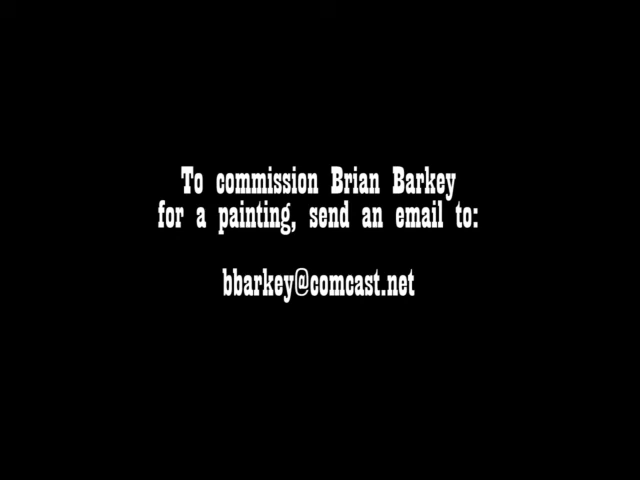 To commission Brian Barkey
for a painting, send an email to:
bbarkey@comcast.net